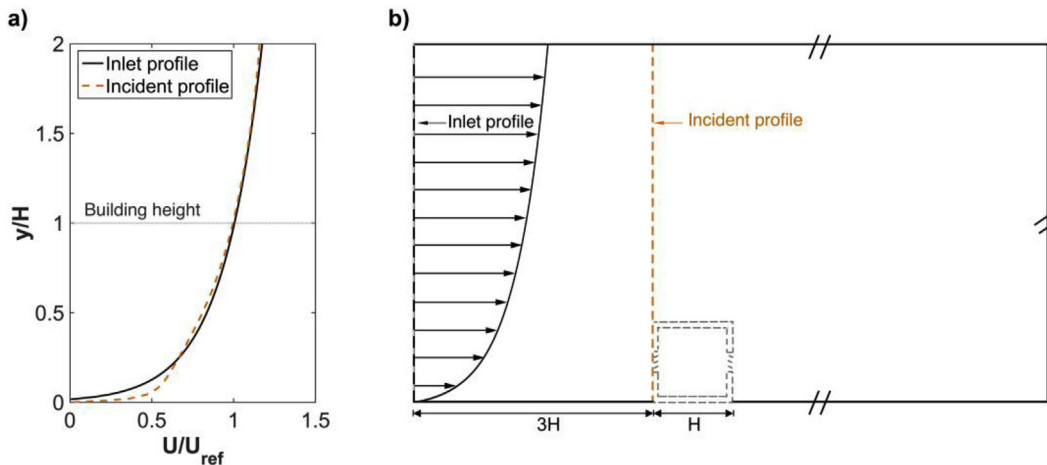 a)
2
Inlet profile
Incident profile
1.5
Building height
1
y/H
0.5
0
0 0.5 1 1.5
U/Uref
b)
Inlet profile
Incident profile
3H H